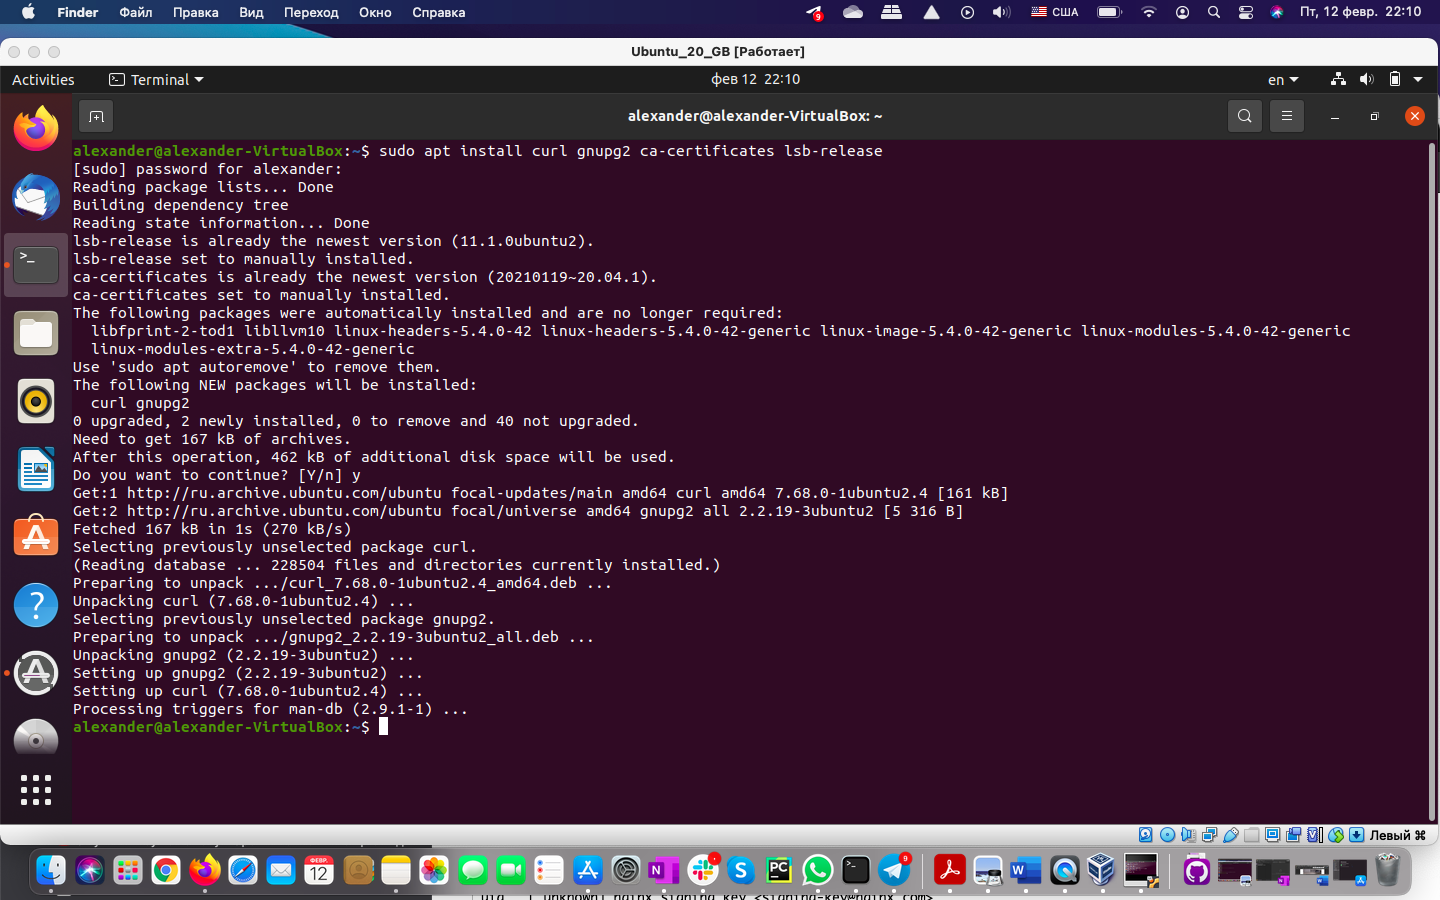 Finder Файл Правка Вид Переход Окно Справка 9 США Пт, 12 февр. 22:10
Ubuntu_20_GB [Работает]
Activities Terminal фев 12 22:10 en
alexander@alexander-VirtualBox: ~
alexander@alexander-VirtualBox:~$ sudo apt install curl gnupg2 ca-certificates lsb-release
[sudo] password for alexander:
Reading package lists... Done
Building dependency tree
Reading state information... Done
lsb-release is already the newest version (11.1.0ubuntu2).
lsb-release set to manually installed.
ca-certificates is already the newest version (20210119~20.04.1).
ca-certificates set to manually installed.
The following packages were automatically installed and are no longer required:
libfprint-2-tod1 libllvm10 linux-headers-5.4.0-42 linux-headers-5.4.0-42-generic linux-image-5.4.0-42-generic linux-modules-5.4.0-42-generic
linux-modules-extra-5.4.0-42-generic
Use 'sudo apt autoremove' to remove them.
The following NEW packages will be installed:
curl gnupg2
0 upgraded, 2 newly installed, 0 to remove and 40 not upgraded.
Need to get 167 kB of archives.
After this operation, 462 kB of additional disk space will be used.
Do you want to continue? [Y/n] y
Get:1 http://ru.archive.ubuntu.com/ubuntu focal-updates/main amd64 curl amd64 7.68.0-1ubuntu2.4 [161 kB]
Get:2 http://ru.archive.ubuntu.com/ubuntu focal/universe amd64 gnupg2 all 2.2.19-3ubuntu2 [5 316 B]
Fetched 167 kB in 1s (270 kB/s)
Selecting previously unselected package curl.
(Reading database ... 228504 files and directories currently installed.)
Preparing to unpack .../curl_7.68.0-1ubuntu2.4_amd64.deb ...
Unpacking curl (7.68.0-1ubuntu2.4) ...
Selecting previously unselected package gnupg2.
Preparing to unpack .../gnupg2_2.2.19-3ubuntu2_all.deb ...
Unpacking gnupg2 (2.2.19-3ubuntu2) ...
Setting up gnupg2 (2.2.19-3ubuntu2) ...
Setting up curl (7.68.0-1ubuntu2.4) ...
Processing triggers for man-db (2.9.1-1) ...
alexander@alexander-VirtualBox:~$
Левый ⌘
ФЕВР.
12
PC
9
uid [ unknown] nginx signing key <signing-key@nginx.com>